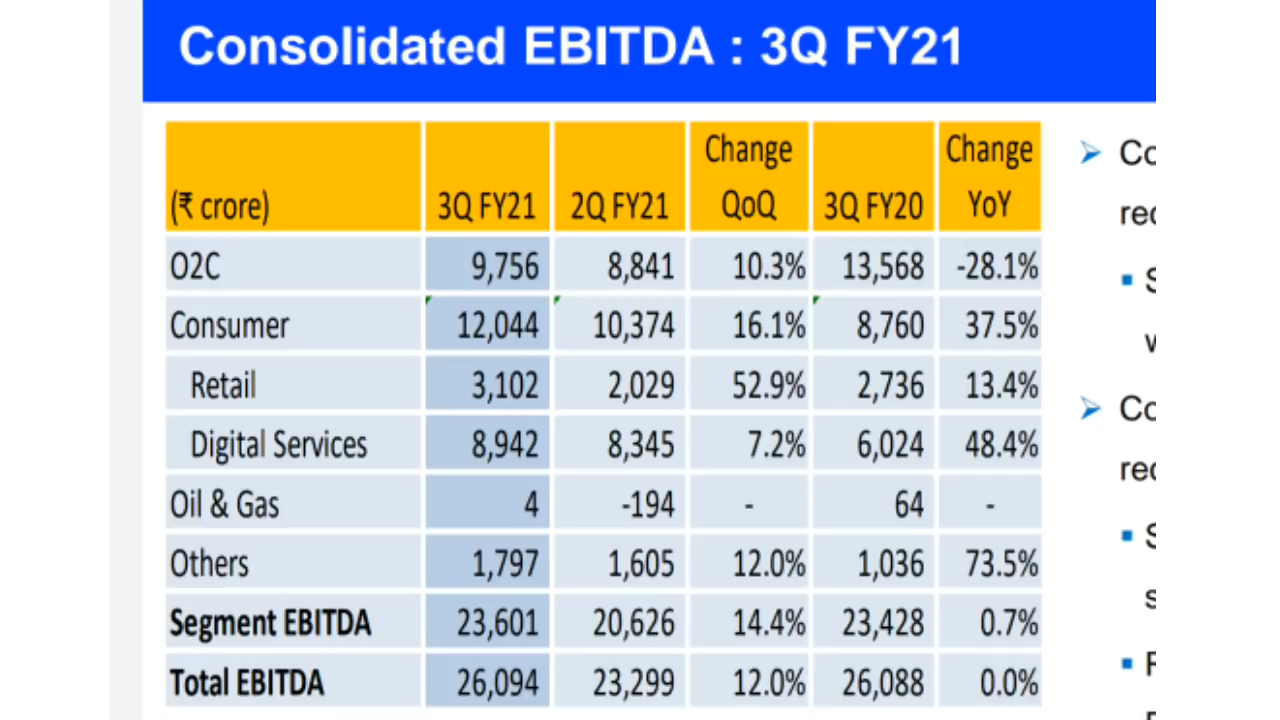 Consolidated EBITDA : 3Q FY21
(₹ crore) 3Q FY21 2Q FY21 Change QoQ 3Q FY20 Change YoY
O2C 9,756 8,841 10.3% 13,568 -28.1%
Consumer 12,044 10,374 16.1% 8,760 37.5%
Retail 3,102 2,029 52.9% 2,736 13.4%
Digital Services 8,942 8,345 7.2% 6,024 48.4%
Oil & Gas 4 -194 - 64 -
Others 1,797 1,605 12.0% 1,036 73.5%
Segment EBITDA 23,601 20,626 14.4% 23,428 0.7%
Total EBITDA 26,094 23,299 12.0% 26,088 0.0%